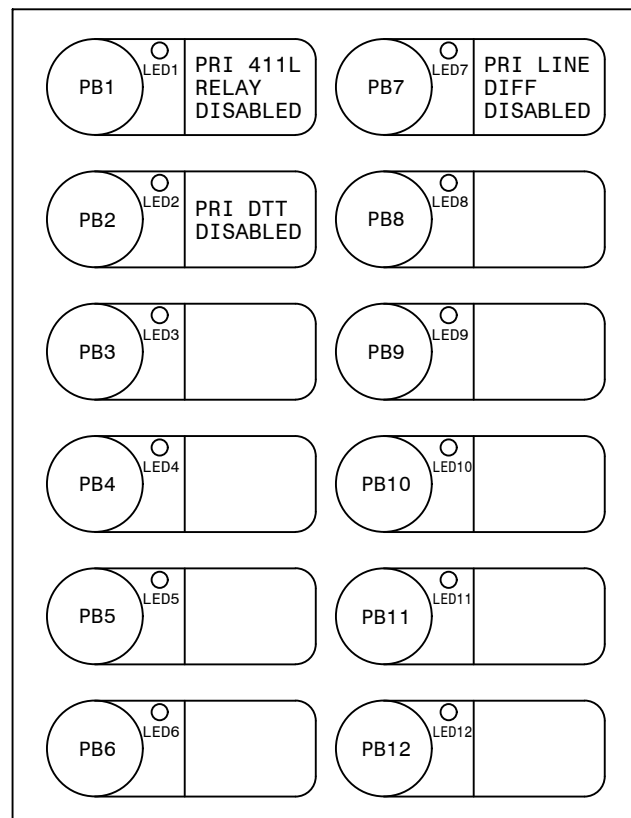 PB1
LED1
PRI 411L
RELAY
DISABLED
PB7
LED7
PRI LINE
DIFF
DISABLED
PB2
LED2
PRI DTT
DISABLED
PB8
LED8
PB3
LED3
PB9
LED9
PB4
LED4
PB10
LED10
PB5
LED5
PB11
LED11
PB6
LED6
PB12
LED12